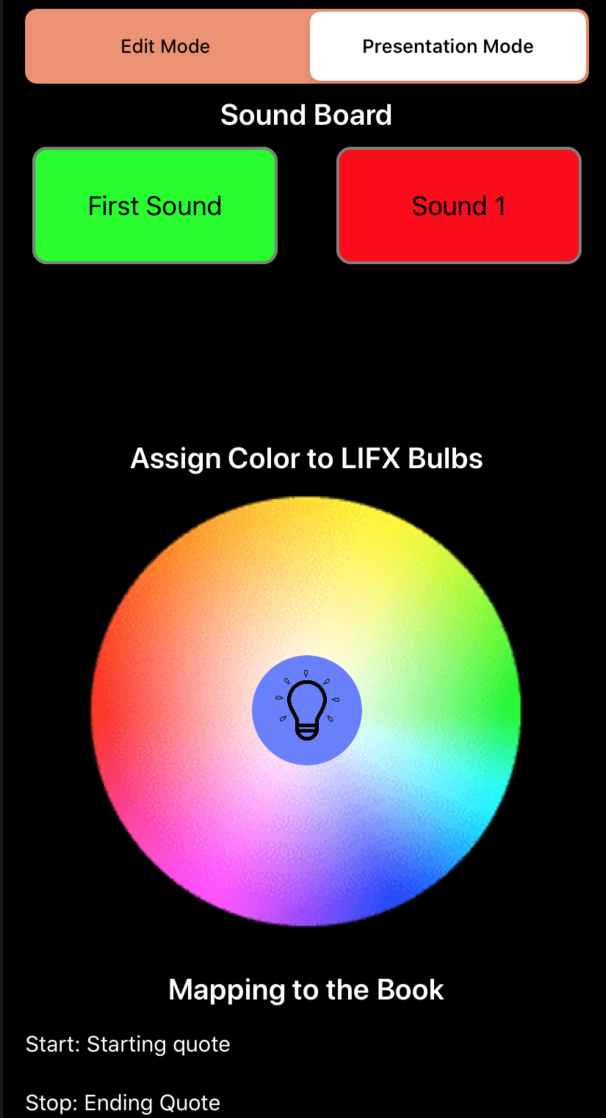 Edit Mode
Presentation Mode
Sound Board
First Sound
Sound 1
Assign Color to LIFX Bulbs
Mapping to the Book
Start: Starting quote
Stop: Ending Quote